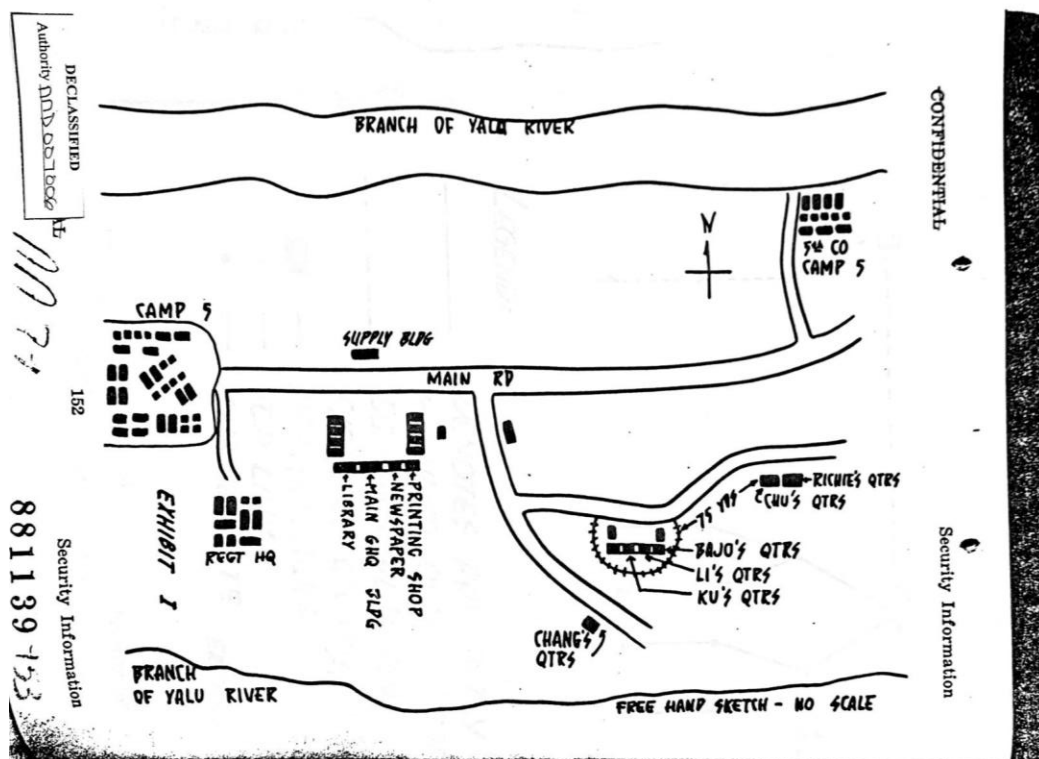 CONFIDENTIAL
Security Information
DECLASSIFIED
Authority
152
Security Information
BRANCH OF YALU RIVER
N
5th CO
CAMP 5
CAMP 5
SUPPLY BLDG
MAIN RD
RICHIE'S QTRS
CHU'S QTRS
75 YDS
BAJO'S QTRS
LI'S QTRS
KU'S QTRS
CHANG'S
QTRS
PRINTING SHOP
NEWSPAPER
MAIN GHQ BLDG
LIBRARY
REGT HQ
EXHIBIT I
BRANCH
OF YALU RIVER
FREE HAND SKETCH - NO SCALE